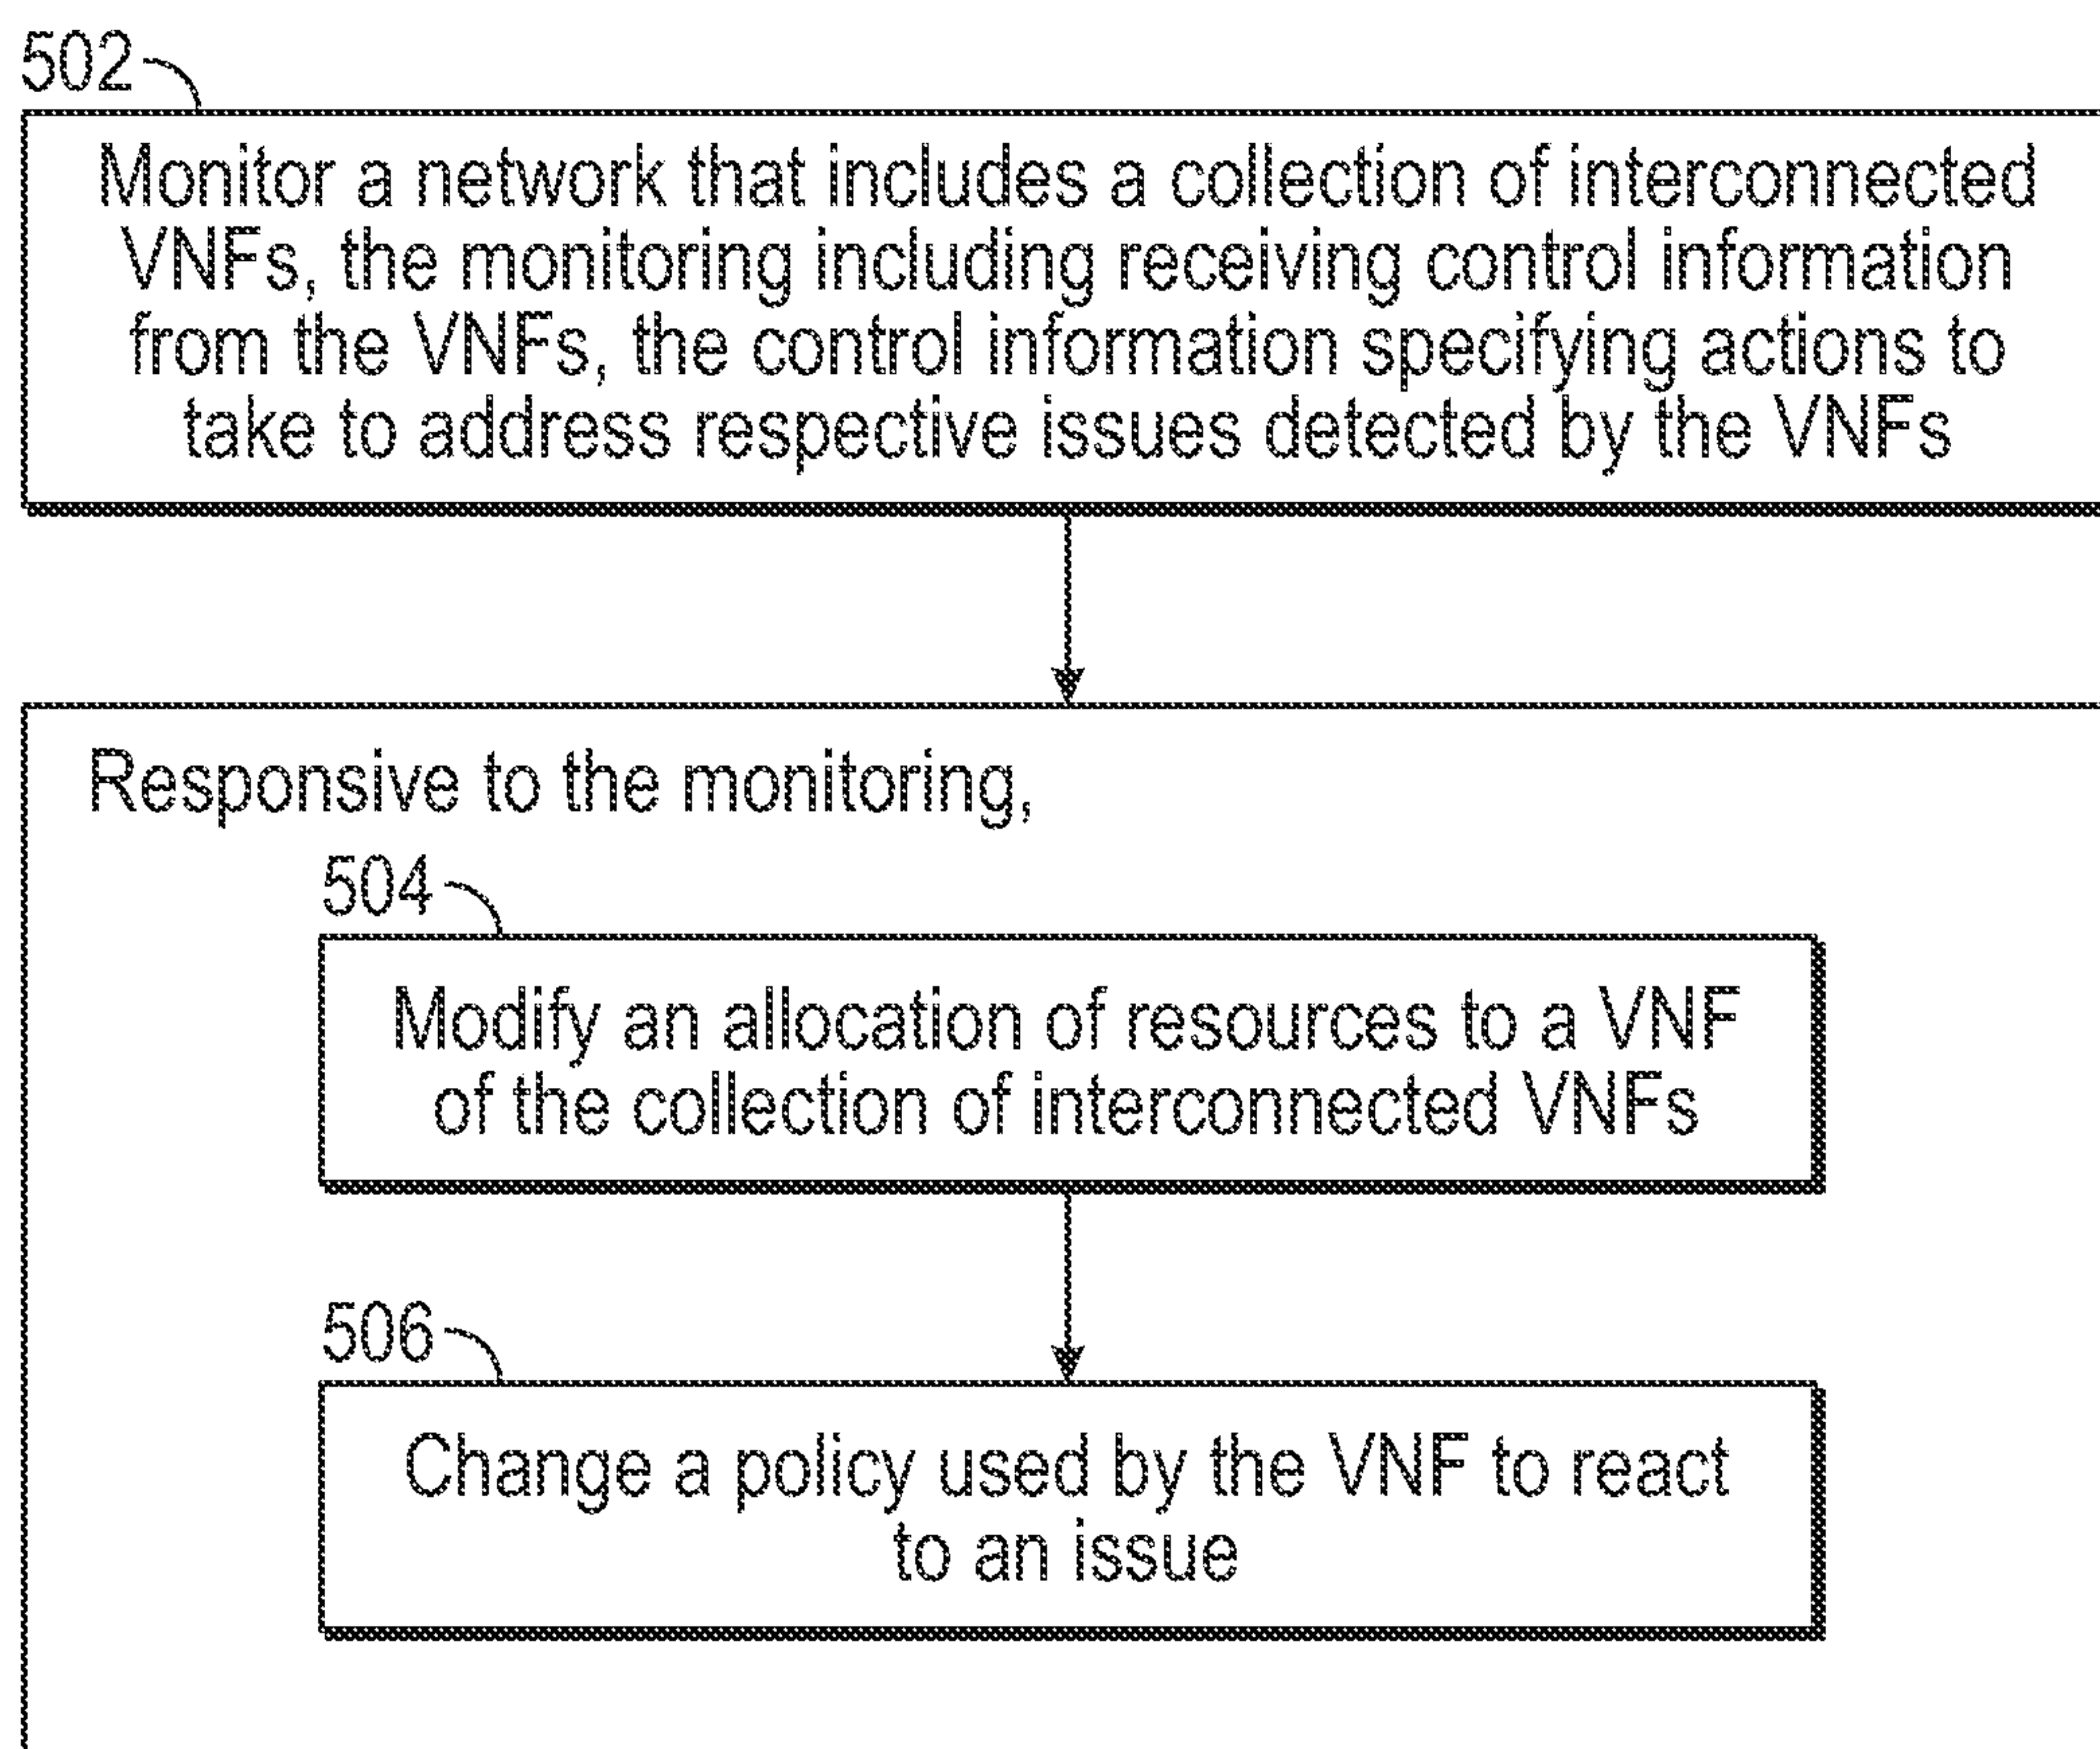 502
Monitor a network that includes a collection of interconnected
VNFs, the monitoring including receiving control information
from the VNFs, the control information specifying actions to
take to address respective issues detected by the VNFs
Responsive to the monitoring,
504
Modify an allocation of resources to a VNF
of the collection of interconnected VNFs
506
Change a policy used by the VNF to react
to an issue